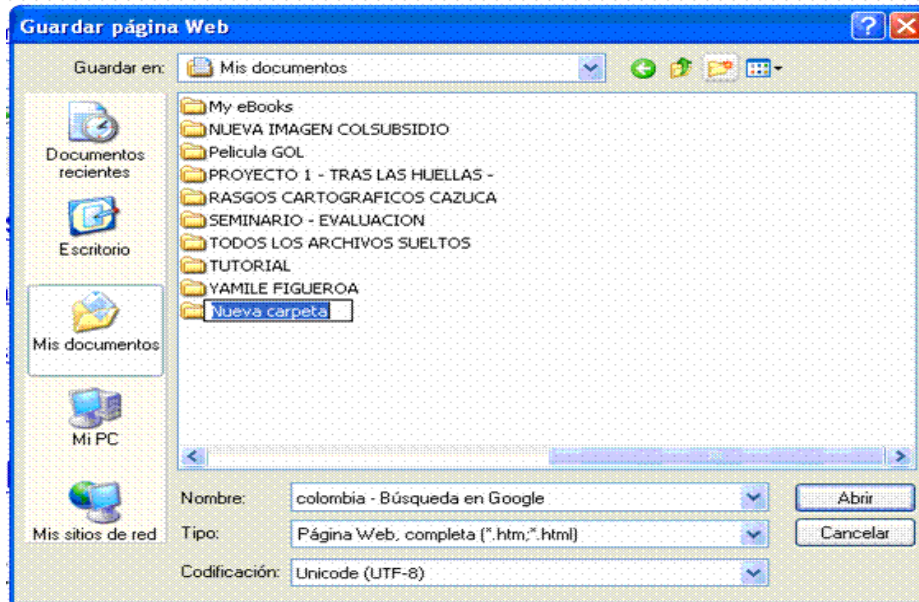 Guardar página Web
Guardar en:
Mis documentos
My eBooks
NUEVA IMAGEN COLSUBSIDIO
Pelicula GOL
PROYECTO 1 - TRAS LAS HUELLAS -
RASGOS CARTOGRAFICOS CAZUCA
SEMINARIO - EVALUACION
TODOS LOS ARCHIVOS SUELTOS
TUTORIAL
YAMILE FIGUEROA
Nueva carpeta
Documentos
recientes
Escritorio
Mis documentos
Mi PC
Mis sitios de red
Nombre:
colombia - Búsqueda en Google
Abrir
Tipo:
Página Web, completa (*.htm;*.html)
Cancelar
Codificación:
Unicode (UTF-8)